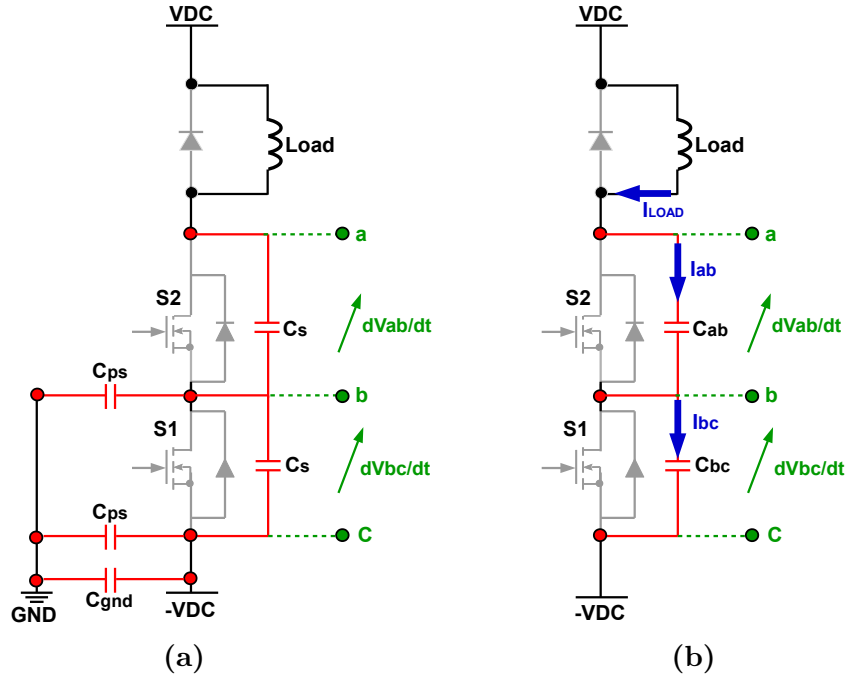 VDC
Load
a
S2
Cs
dVab/dt
Cps
b
S1
Cs
dVbc/dt
Cps
C
Cgnd
GND
-VDC
(a)
VDC
Load
ILOAD
a
Iab
S2
Cab
dVab/dt
b
Ibc
S1
Cbc
dVbc/dt
C
-VDC
(b)